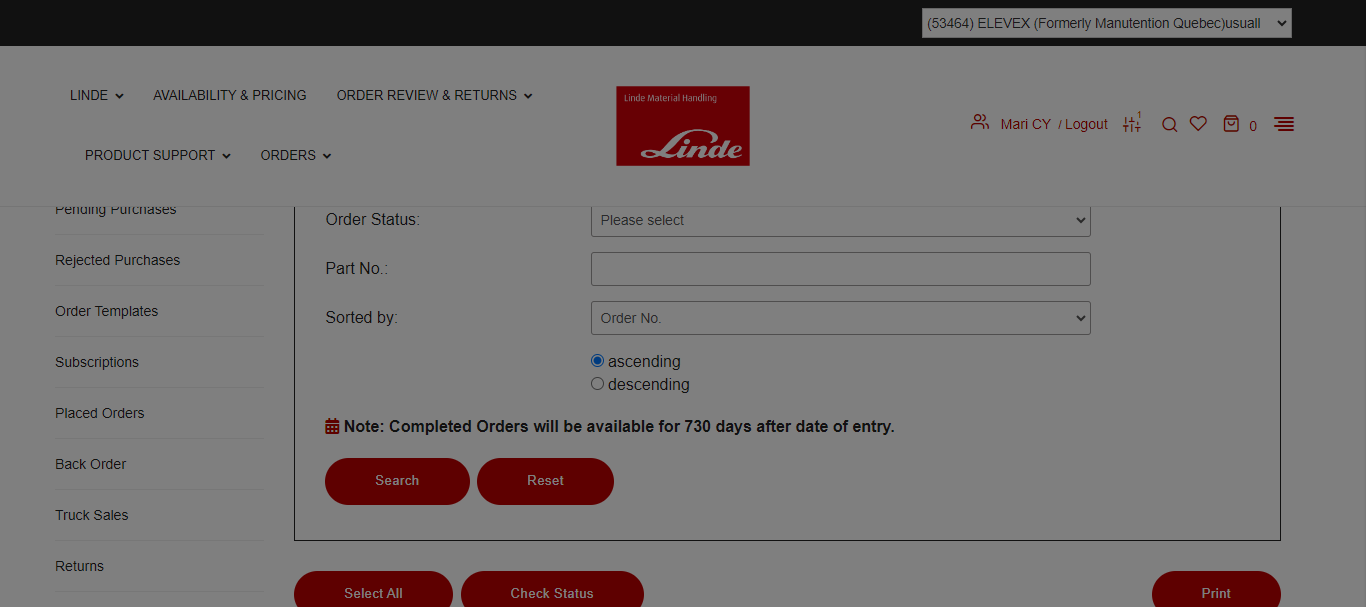 (53464) ELEVEX (Formerly Manutention Quebec)usuall
LINDE
AVAILABILITY & PRICING
ORDER REVIEW & RETURNS
PRODUCT SUPPORT
ORDERS
Linde Material Handling
Linde
Mari CY / Logout
1
0
Pending Purchases
Rejected Purchases
Order Templates
Subscriptions
Placed Orders
Back Order
Truck Sales
Returns
Order Status:
Please select
Part No.:
Sorted by:
Order No.
ascending
descending
Note: Completed Orders will be available for 730 days after date of entry.
Search
Reset
Select All
Check Status
Print